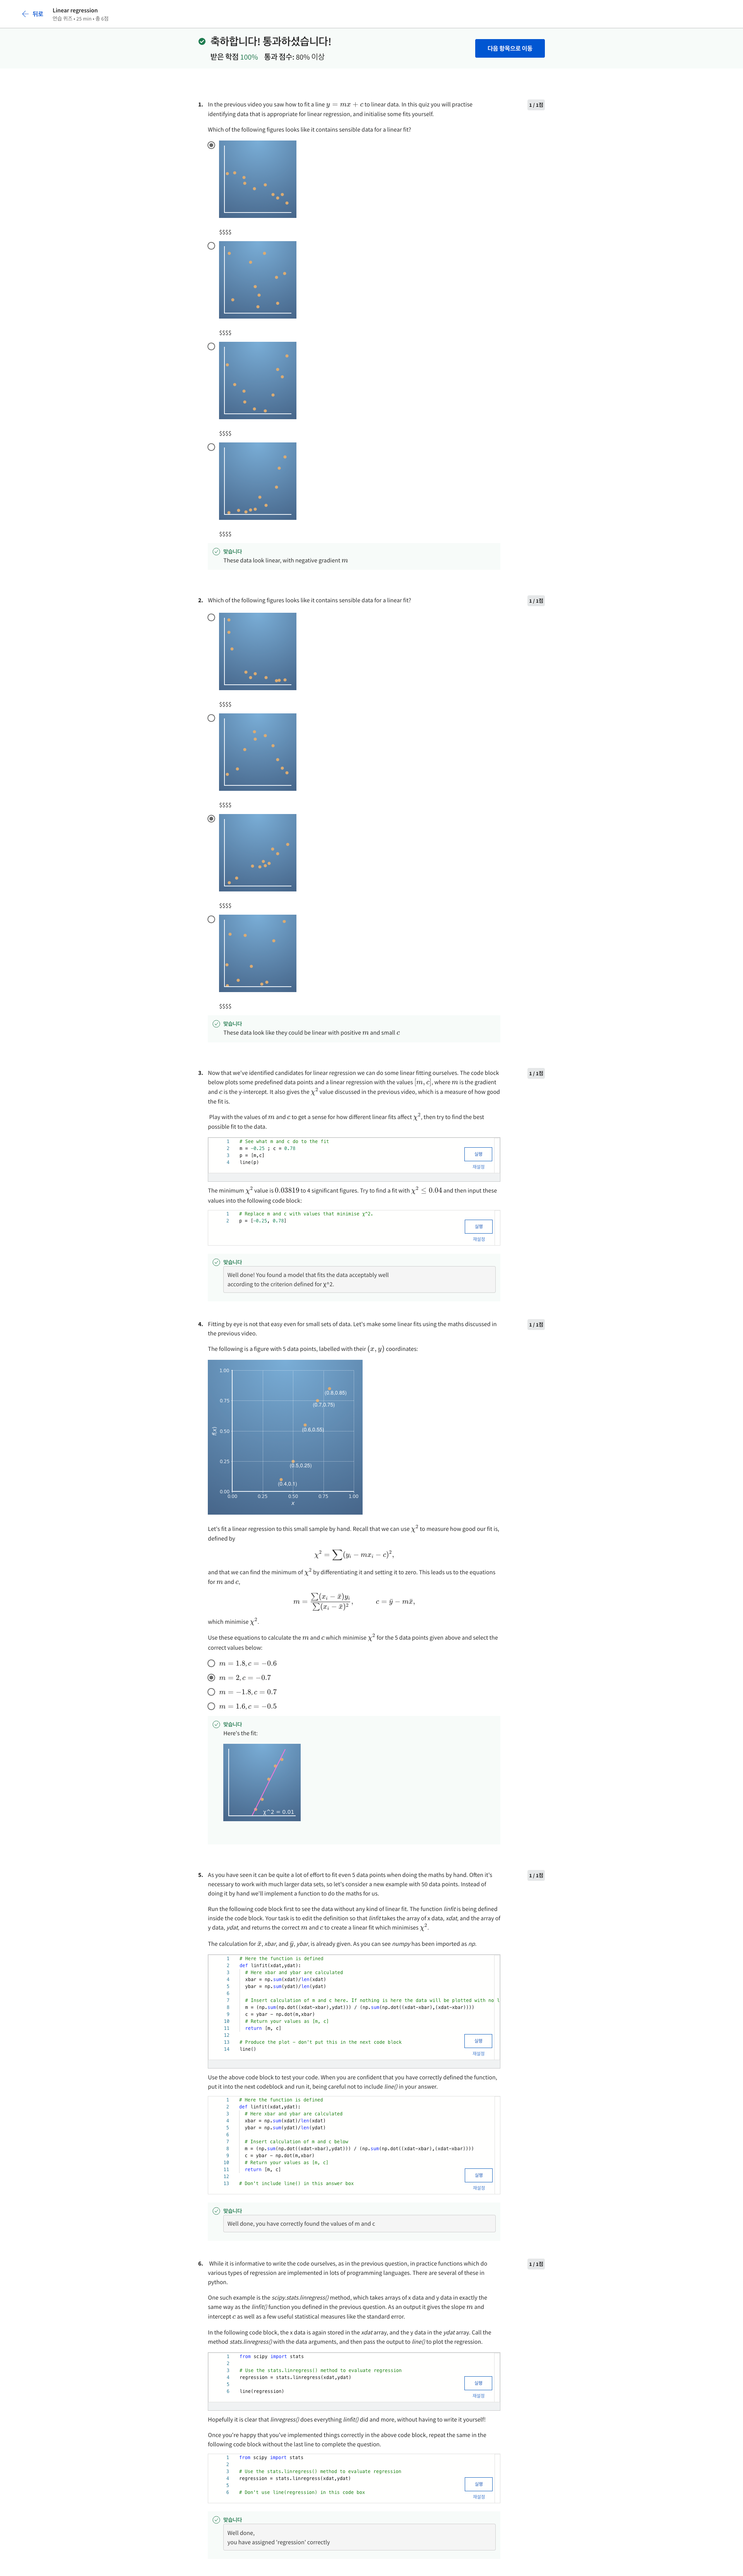 뒤로
Linear regression
연습 퀴즈 • 25 min • 총 6점
축하합니다! 통과하셨습니다!
받은 학점 100% 통과 점수: 80% 이상
다음 항목으로 이동
1. In the previous video you saw how to fit a line y = mx + c to linear data. In this quiz you will practise
identifying data that is appropriate for linear regression, and initialise some fits yourself.
1 / 1점
Which of the following figures looks like it contains sensible data for a linear fit?
$$$$
$$$$
$$$$
$$$$
맞습니다
These data look linear, with negative gradient m
2. Which of the following figures looks like it contains sensible data for a linear fit?
1 / 1점
$$$$
$$$$
$$$$
$$$$
맞습니다
These data look like they could be linear with positive m and small c
3. Now that we've identified candidates for linear regression we can do some linear fitting ourselves. The code block
below plots some predefined data points and a linear regression with the values [m, c], where m is the gradient
and c is the y-intercept. It also gives the χ² value discussed in the previous video, which is a measure of how good
the fit is.
1 / 1점
Play with the values of m and c to get a sense for how different linear fits affect χ², then try to find the best
possible fit to the data.
1 # See what m and c do to the fit
2 m = -0.25 ; c = 0.78
3 p = [m,c]
4 line(p)
실행
재설정
The minimum χ² value is 0.03819 to 4 significant figures. Try to find a fit with χ² ≤ 0.04 and then input these
values into the following code block:
1 # Replace m and c with values that minimise χ^2.
2 p = [-0.25, 0.78]
실행
재설정
맞습니다
Well done! You found a model that fits the data acceptably well
according to the criterion defined for χ^2.
4. Fitting by eye is not that easy even for small sets of data. Let's make some linear fits using the maths discussed in
the previous video.
1 / 1점
The following is a figure with 5 data points, labelled with their (x, y) coordinates:
1.00
(0.8,0.85)
0.75
(0.7,0.75)
f(x)
0.50
(0.6,0.55)
0.25
(0.5,0.25)
(0.4,0.1)
0.00
0.00 0.25 0.50 0.75 1.00
x
Let's fit a linear regression to this small sample by hand. Recall that we can use χ² to measure how good our fit is,
defined by
χ² = ∑(yᵢ − mxᵢ − c)²,
and that we can find the minimum of χ² by differentiating it and setting it to zero. This leads us to the equations
for m and c,
m = ∑(xᵢ − x̄)yᵢ / ∑(xᵢ − x̄)², c = ȳ − mx̄,
which minimise χ².
Use these equations to calculate the m and c which minimise χ² for the 5 data points given above and select the
correct values below:
m = 1.8, c = −0.6
m = 2, c = −0.7
m = −1.8, c = 0.7
m = 1.6, c = −0.5
맞습니다
Here's the fit:
χ^2 = 0.01
5. As you have seen it can be quite a lot of effort to fit even 5 data points when doing the maths by hand. Often it's
necessary to work with much larger data sets, so let's consider a new example with 50 data points. Instead of
doing it by hand we'll implement a function to do the maths for us.
1 / 1점
Run the following code block first to see the data without any kind of linear fit. The function linfit is being defined
inside the code block. Your task is to edit the definition so that linfit takes the array of x data, xdat, and the array of
y data, ydat, and returns the correct m and c to create a linear fit which minimises χ².
The calculation for x̄, xbar, and ȳ, ybar, is already given. As you can see numpy has been imported as np.
1 # Here the function is defined
2 def linfit(xdat,ydat):
3 # Here xbar and ybar are calculated
4 xbar = np.sum(xdat)/len(xdat)
5 ybar = np.sum(ydat)/len(ydat)
6
7 # Insert calculation of m and c here. If nothing is here the data will be plotted with no l
8 m = (np.sum(np.dot((xdat-xbar),ydat))) / (np.sum(np.dot((xdat-xbar),(xdat-xbar))))
9 c = ybar - np.dot(m,xbar)
10 # Return your values as [m, c]
11 return [m, c]
12
13 # Produce the plot - don't put this in the next code block
14 line()
실행
재설정
Use the above code block to test your code. When you are confident that you have correctly defined the function,
put it into the next codeblock and run it, being careful not to include line() in your answer.
1 # Here the function is defined
2 def linfit(xdat,ydat):
3 # Here xbar and ybar are calculated
4 xbar = np.sum(xdat)/len(xdat)
5 ybar = np.sum(ydat)/len(ydat)
6
7 # Insert calculation of m and c below
8 m = (np.sum(np.dot((xdat-xbar),ydat))) / (np.sum(np.dot((xdat-xbar),(xdat-xbar))))
9 c = ybar - np.dot(m,xbar)
10 # Return your values as [m, c]
11 return [m, c]
12
13 # Don't include line() in this answer box
실행
재설정
맞습니다
Well done, you have correctly found the values of m and c
6. While it is informative to write the code ourselves, as in the previous question, in practice functions which do
various types of regression are implemented in lots of programming languages. There are several of these in
python.
1 / 1점
One such example is the scipy.stats.linregress() method, which takes arrays of x data and y data in exactly the
same way as the linfit() function you defined in the previous question. As an output it gives the slope m and
intercept c as well as a few useful statistical measures like the standard error.
In the following code block, the x data is again stored in the xdat array, and the y data in the ydat array. Call the
method stats.linregress() with the data arguments, and then pass the output to line() to plot the regression.
1 from scipy import stats
2
3 # Use the stats.linregress() method to evaluate regression
4 regression = stats.linregress(xdat,ydat)
5
6 line(regression)
실행
재설정
Hopefully it is clear that linregress() does everything linfit() did and more, without having to write it yourself!
Once you're happy that you've implemented things correctly in the above code block, repeat the same in the
following code block without the last line to complete the question.
1 from scipy import stats
2
3 # Use the stats.linregress() method to evaluate regression
4 regression = stats.linregress(xdat,ydat)
5
6 # Don't use line(regression) in this code box
실행
재설정
맞습니다
Well done,
you have assigned 'regression' correctly